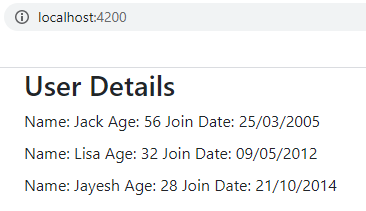 localhost:4200
User Details
Name: Jack Age: 56 Join Date: 25/03/2005
Name: Lisa Age: 32 Join Date: 09/05/2012
Name: Jayesh Age: 28 Join Date: 21/10/2014